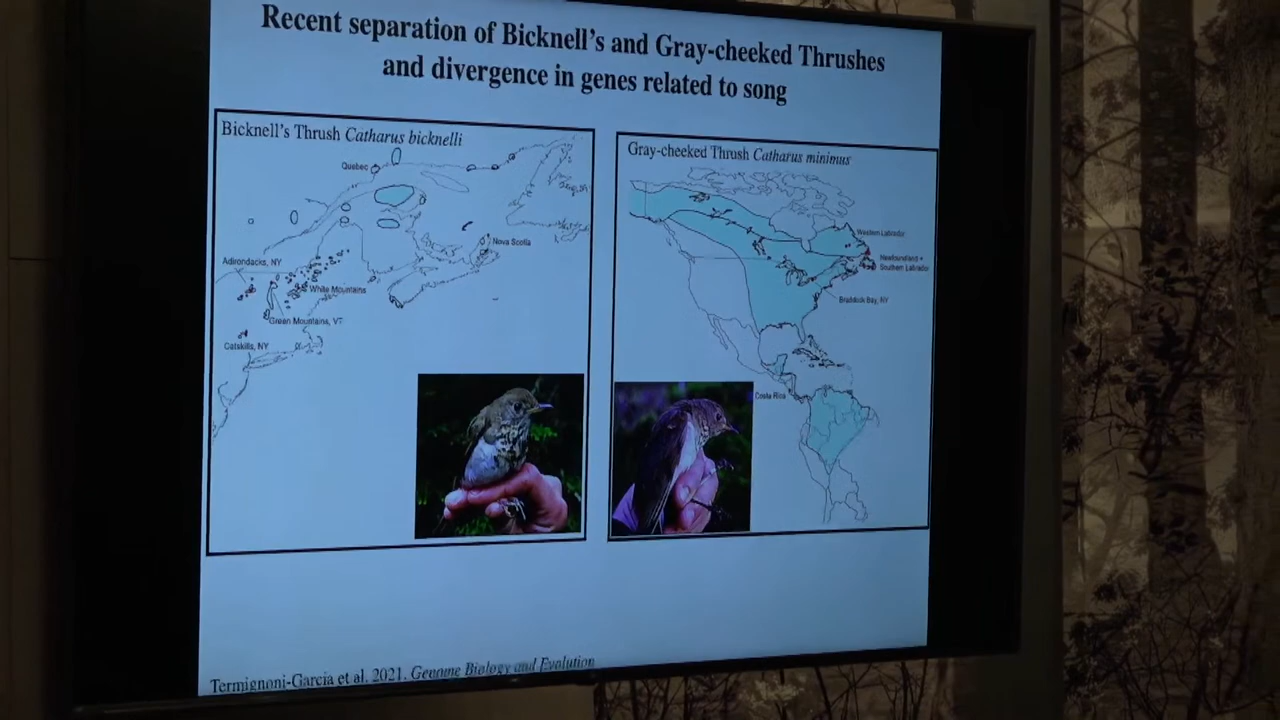 Recent separation of Bicknell's and Gray-cheeked Thrushes
and divergence in genes related to song
Bicknell's Thrush Catharus bicknelli
Quebec
Nova Scotia
Adirondacks, NY
White Mountains
Green Mountains, VT
Catskills, NY
Gray-cheeked Thrush Catharus minimus
Western Labrador
Newfoundland +
Southern Labrador
Braddock Bay, NY
Costa Rica
Termignoni-Garcia et al. 2021. Genome Biology and Evolution